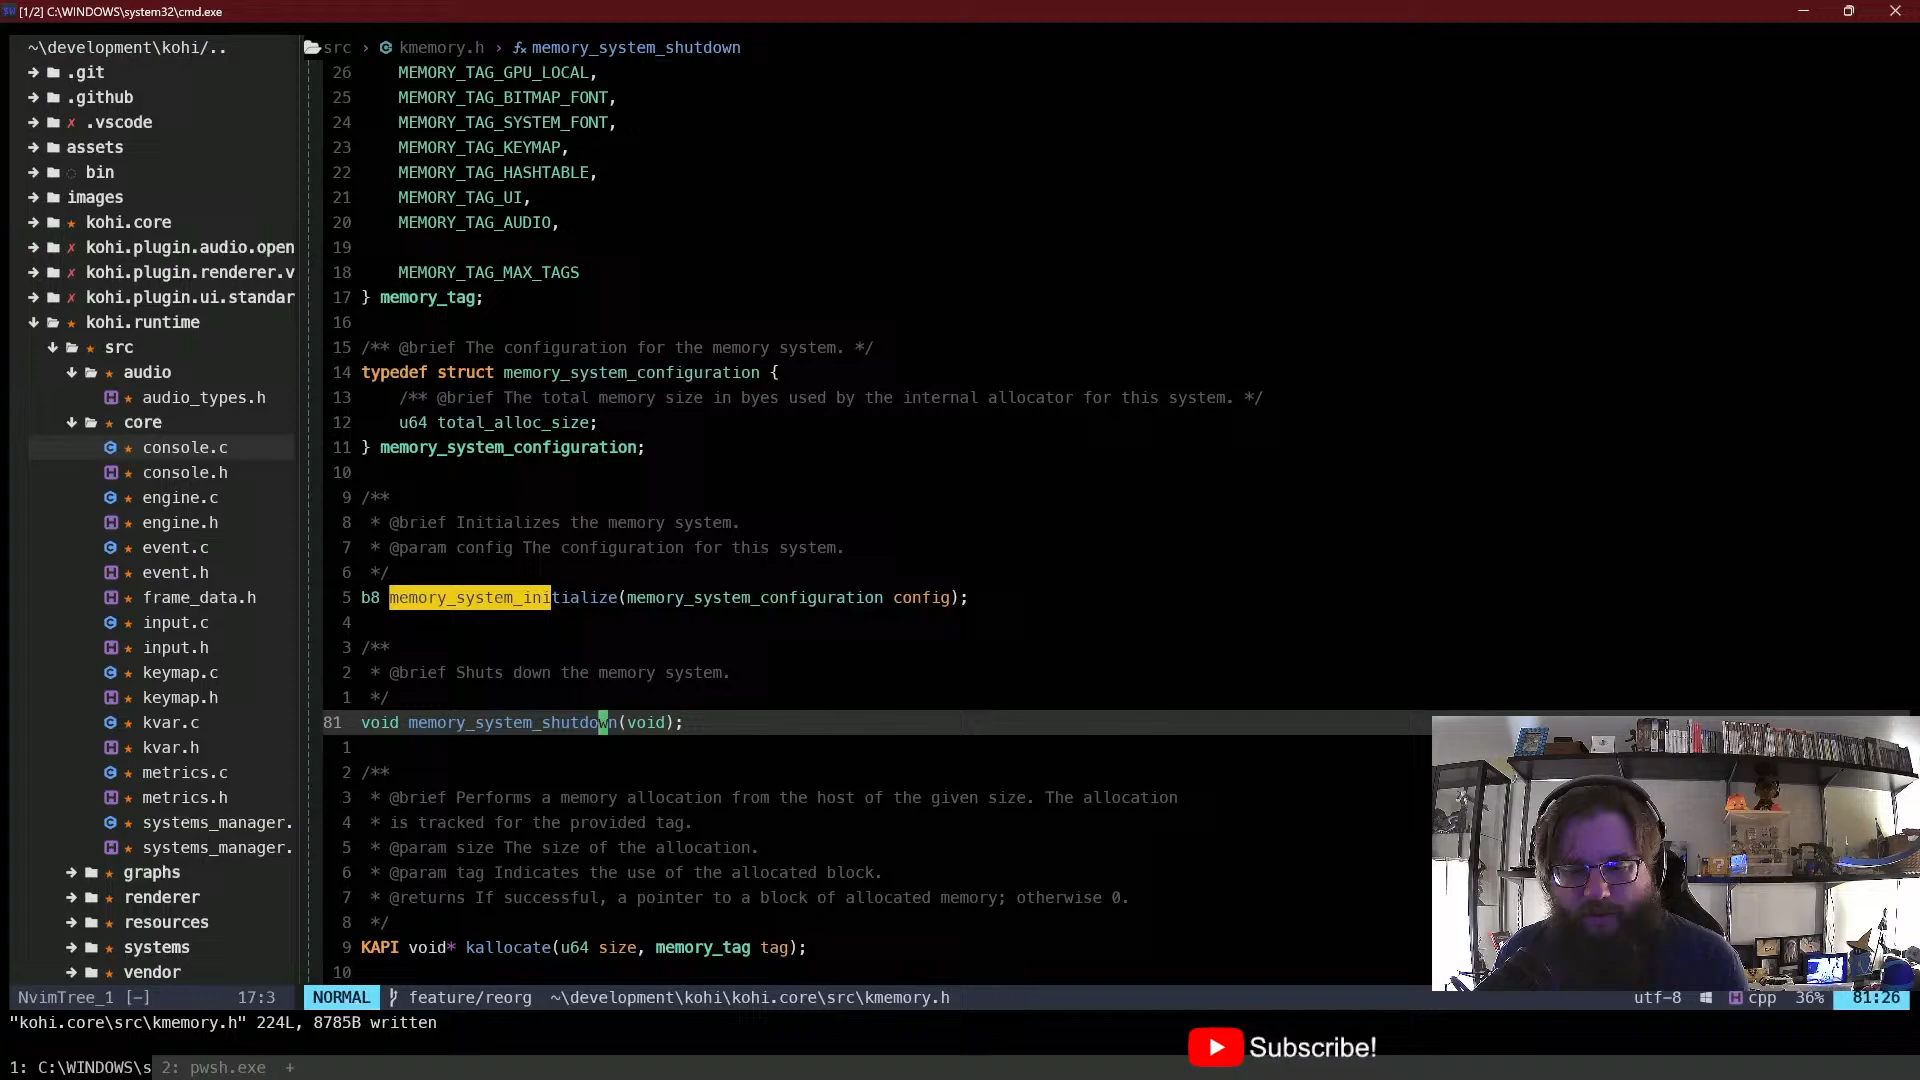 [1/2] C:\WINDOWS\system32\cmd.exe
~\development\kohi/..
.git
.github
✗ .vscode
assets
bin
images
★ kohi.core
✗ kohi.plugin.audio.open
✗ kohi.plugin.renderer.v
✗ kohi.plugin.ui.standar
★ kohi.runtime
★ src
★ audio
★ audio_types.h
★ core
★ console.c
★ console.h
★ engine.c
★ engine.h
★ event.c
★ event.h
★ frame_data.h
★ input.c
★ input.h
★ keymap.c
★ keymap.h
★ kvar.c
★ kvar.h
★ metrics.c
★ metrics.h
★ systems_manager.
★ systems_manager.
★ graphs
★ renderer
★ resources
★ systems
★ vendor
NvimTree_1 [-] 17:3
src › kmemory.h › memory_system_shutdown
26 MEMORY_TAG_GPU_LOCAL,
25 MEMORY_TAG_BITMAP_FONT,
24 MEMORY_TAG_SYSTEM_FONT,
23 MEMORY_TAG_KEYMAP,
22 MEMORY_TAG_HASHTABLE,
21 MEMORY_TAG_UI,
20 MEMORY_TAG_AUDIO,
19
18 MEMORY_TAG_MAX_TAGS
17 } memory_tag;
16
15 /** @brief The configuration for the memory system. */
14 typedef struct memory_system_configuration {
13 /** @brief The total memory size in byes used by the internal allocator for this system. */
12 u64 total_alloc_size;
11 } memory_system_configuration;
10
9 /**
8 * @brief Initializes the memory system.
7 * @param config The configuration for this system.
6 */
5 b8 memory_system_initialize(memory_system_configuration config);
4
3 /**
2 * @brief Shuts down the memory system.
1 */
81 void memory_system_shutdown(void);
1
2 /**
3 * @brief Performs a memory allocation from the host of the given size. The allocation
4 * is tracked for the provided tag.
5 * @param size The size of the allocation.
6 * @param tag Indicates the use of the allocated block.
7 * @returns If successful, a pointer to a block of allocated memory; otherwise 0.
8 */
9 KAPI void* kallocate(u64 size, memory_tag tag);
10
NORMAL feature/reorg ~\development\kohi\kohi.core\src\kmemory.h utf-8 cpp 36% 81:26
"kohi.core\src\kmemory.h" 224L, 8785B written
Subscribe!
1: C:\WINDOWS\s 2: pwsh.exe +